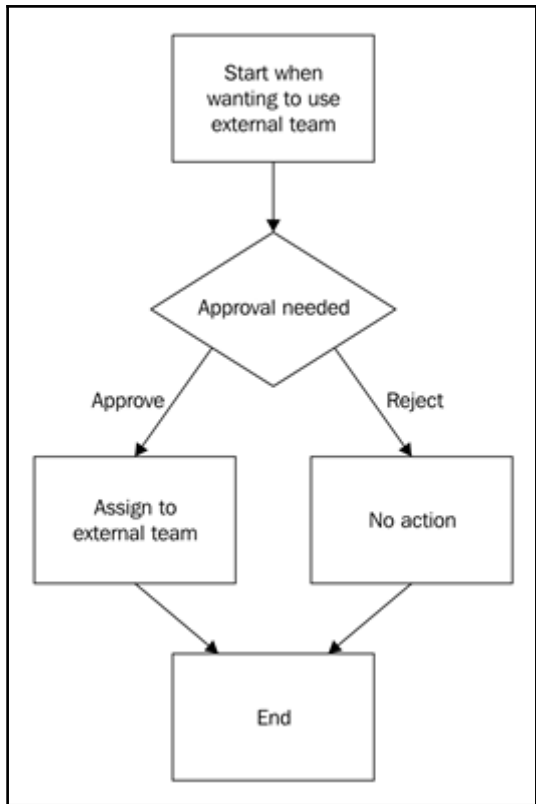 Start when
wanting to use
external team
Approval needed
Approve
Reject
Assign to
external team
No action
End